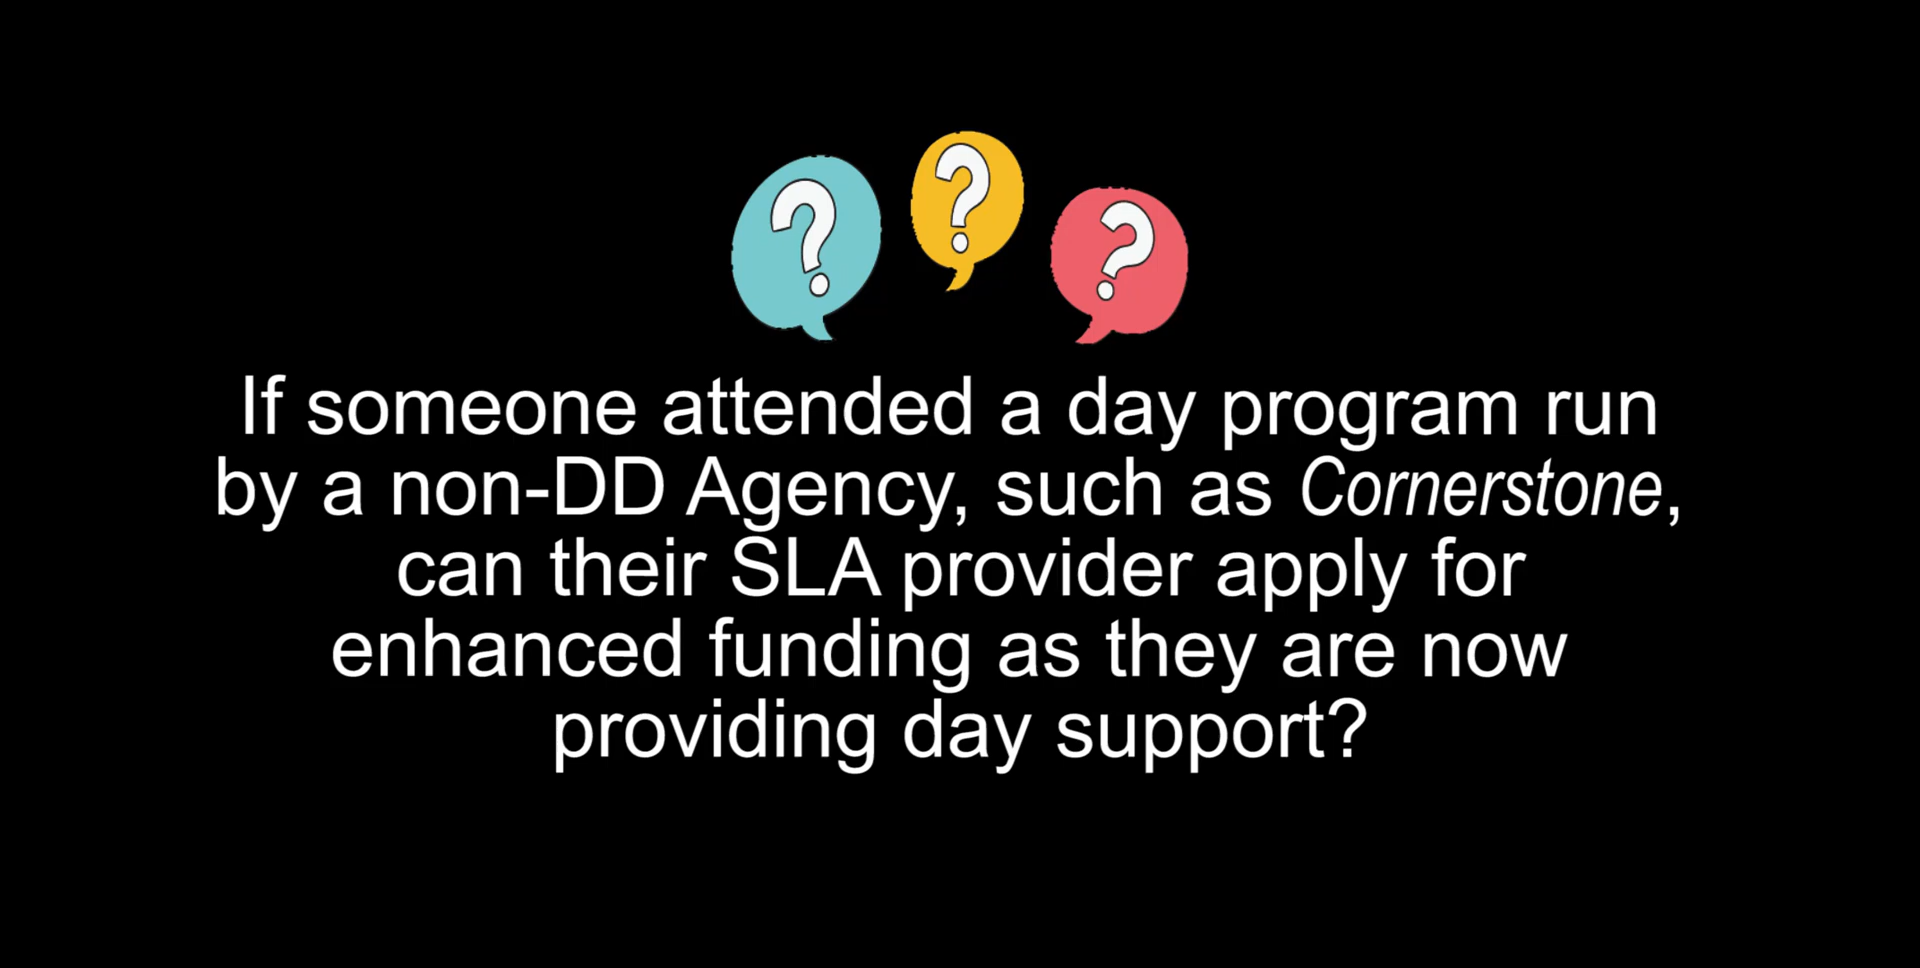 ? ? ?
If someone attended a day program run
by a non-DD Agency, such as Cornerstone,
can their SLA provider apply for
enhanced funding as they are now
providing day support?